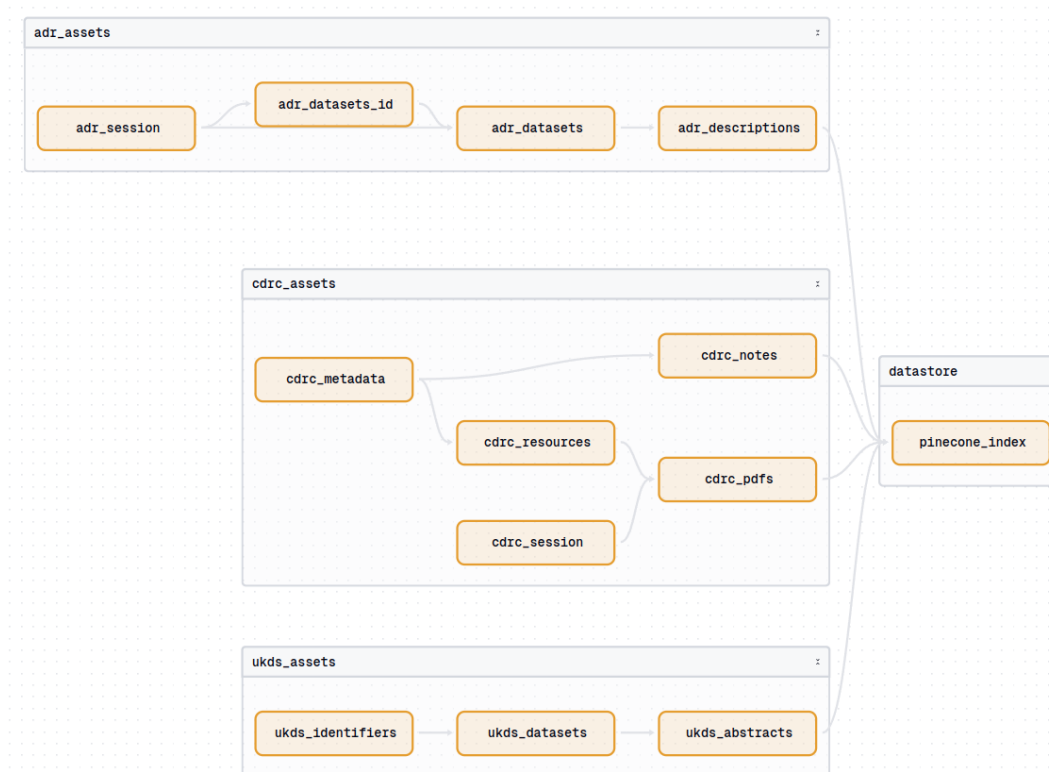 adr_assets
adr_session
adr_datasets_id
adr_datasets
adr_descriptions
cdrc_assets
cdrc_metadata
cdrc_notes
cdrc_resources
cdrc_pdfs
cdrc_session
datastore
pinecone_index
ukds_assets
ukds_identifiers
ukds_datasets
ukds_abstracts